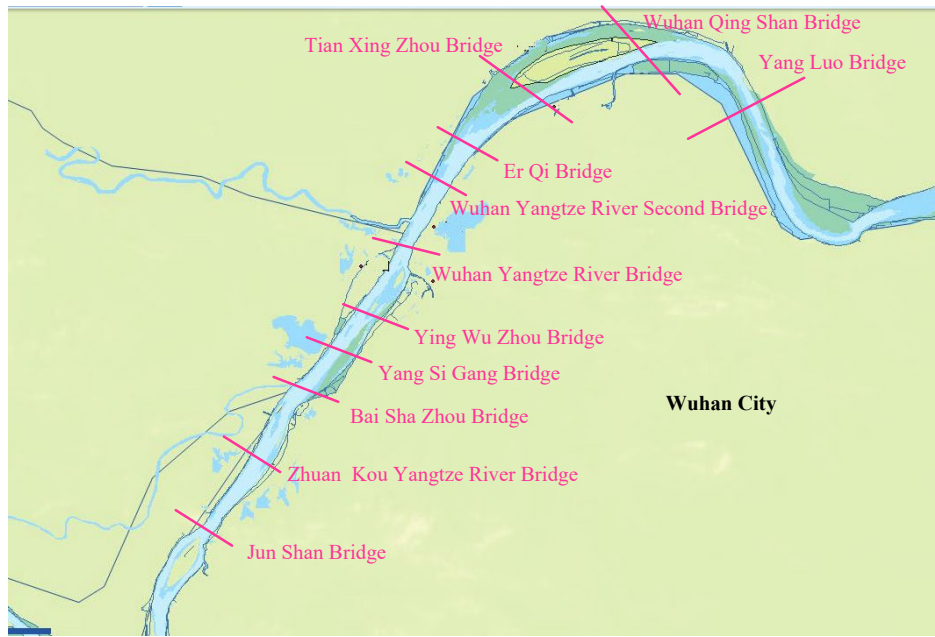 Wuhan Qing Shan Bridge
Tian Xing Zhou Bridge
Yang Luo Bridge
Er Qi Bridge
Wuhan Yangtze River Second Bridge
Wuhan Yangtze River Bridge
Ying Wu Zhou Bridge
Yang Si Gang Bridge
Wuhan City
Bai Sha Zhou Bridge
Zhuan Kou Yangtze River Bridge
Jun Shan Bridge